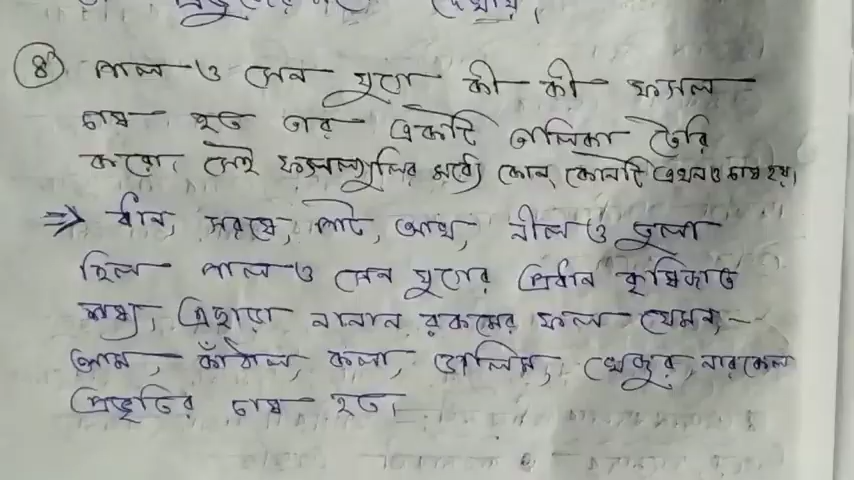 দেখায়।
৪) পাল ও সেন যুগে কী কী ফসল
চাষ হত তার একটি তালিকা তৈরি
করো। সেই ফসলগুলির মধ্যে কোন্ কোনটি এখনও চাষ হয়।
⇒ ধান, সরষে, পাট, আখ, নীল ও তুলা
ছিল পাল ও সেন যুগের প্রধান কৃষিজাত
শস্য, এছাড়া নানান রকমের ফল যেমন,—
আম, কাঁঠাল, কলা, ডালিম, খেজুর, নারকেল
প্রভৃতির চাষ হত।